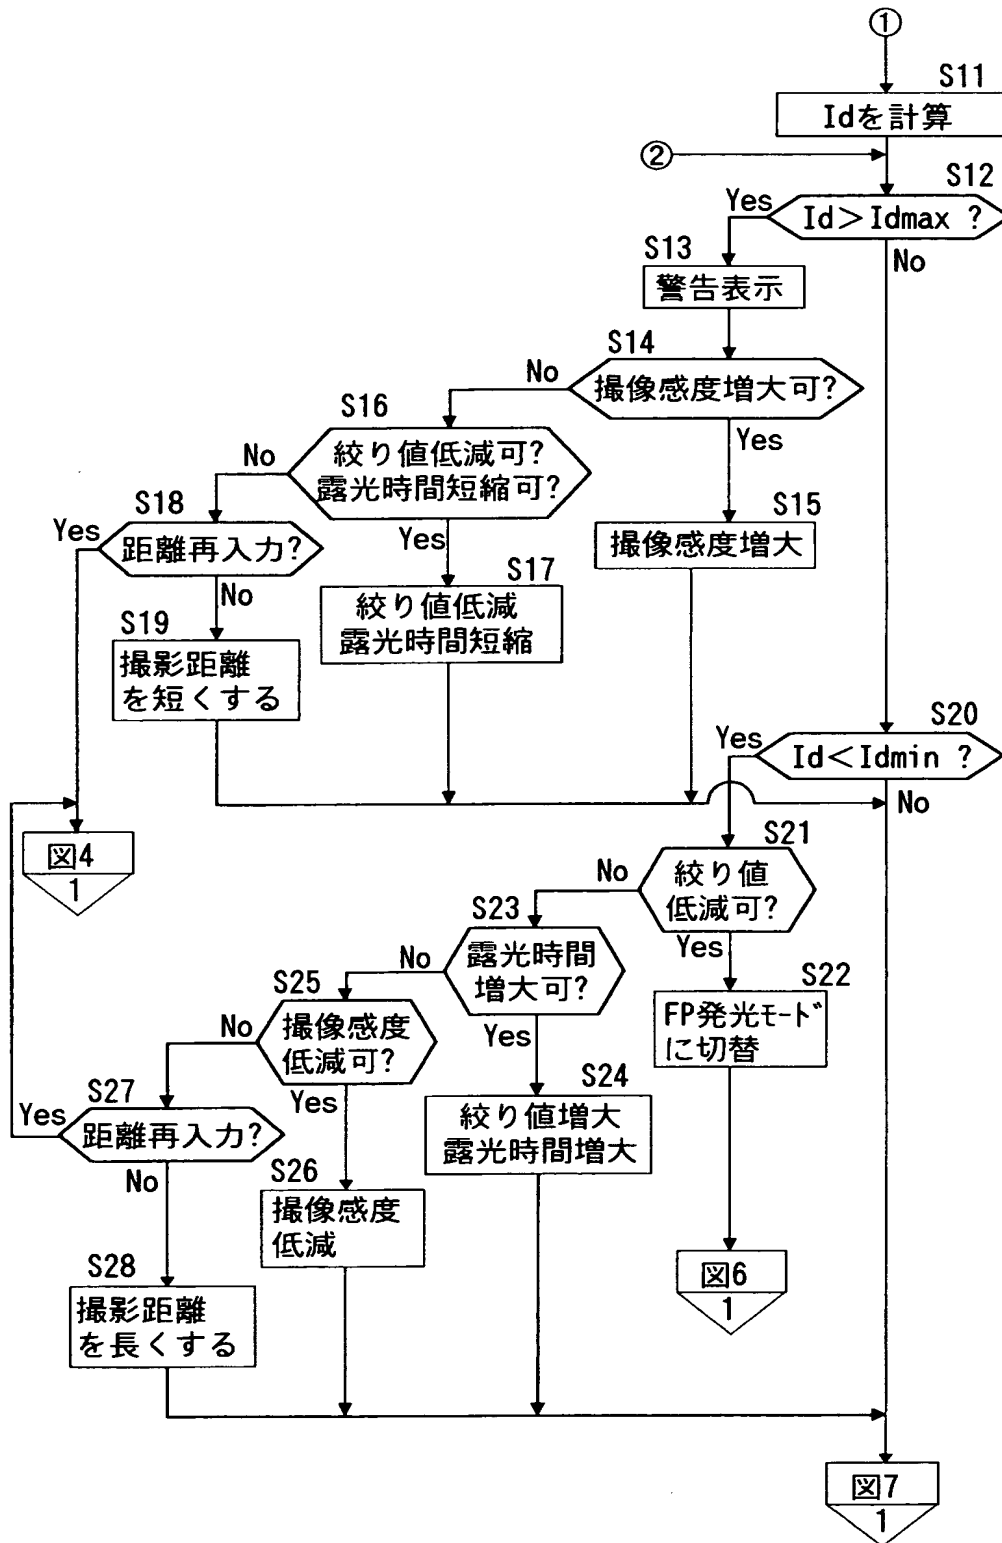 ①
S11
Idを計算
②
S12
Id＞Idmax ?
Yes
No
S13
警告表示
S14
撮像感度増大可?
No
Yes
S15
撮像感度増大
S16
絞り値低減可?
露光時間短縮可?
No
Yes
S17
絞り値低減
露光時間短縮
S18
距離再入力?
Yes
No
S19
撮影距離
を短くする
S20
Id＜Idmin ?
Yes
No
図4
1
S21
絞り値
低減可?
No
Yes
S22
FP発光ﾓｰﾄﾞ
に切替
S23
露光時間
増大可?
No
Yes
S24
絞り値増大
露光時間増大
S25
撮像感度
低減可?
No
Yes
S26
撮像感度
低減
S27
距離再入力?
Yes
No
S28
撮影距離
を長くする
図6
1
図7
1